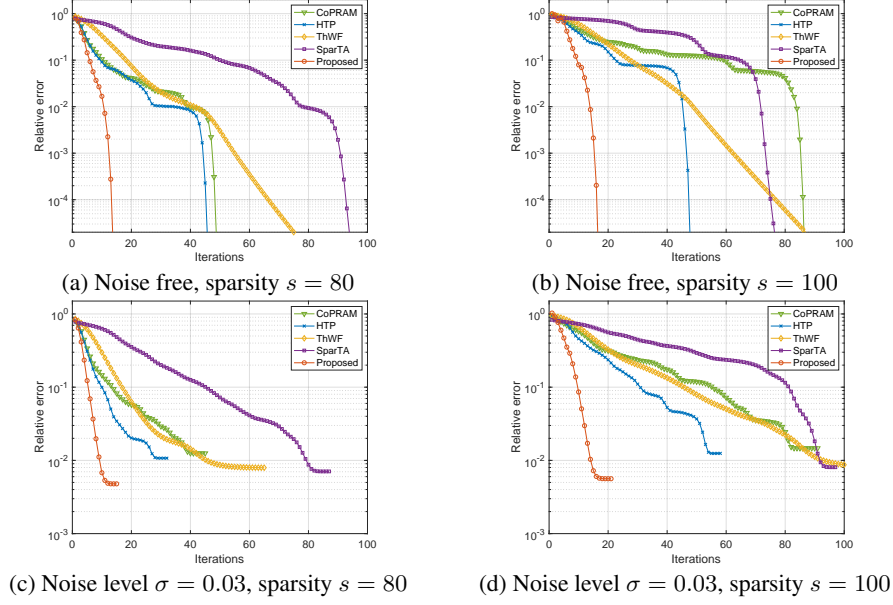 10^0
10^-1
10^-2
10^-3
10^-4
Relative error
0 20 40 60 80 100
Iterations
CoPRAM
HTP
ThWF
SparTA
Proposed
(a) Noise free, sparsity s = 80
10^0
10^-1
10^-2
10^-3
10^-4
Relative error
0 20 40 60 80 100
Iterations
CoPRAM
HTP
ThWF
SparTA
Proposed
(b) Noise free, sparsity s = 100
10^0
10^-1
10^-2
10^-3
Relative error
0 20 40 60 80 100
Iterations
CoPRAM
HTP
ThWF
SparTA
Proposed
(c) Noise level σ = 0.03, sparsity s = 80
10^0
10^-1
10^-2
10^-3
Relative error
0 20 40 60 80 100
Iterations
CoPRAM
HTP
ThWF
SparTA
Proposed
(d) Noise level σ = 0.03, sparsity s = 100